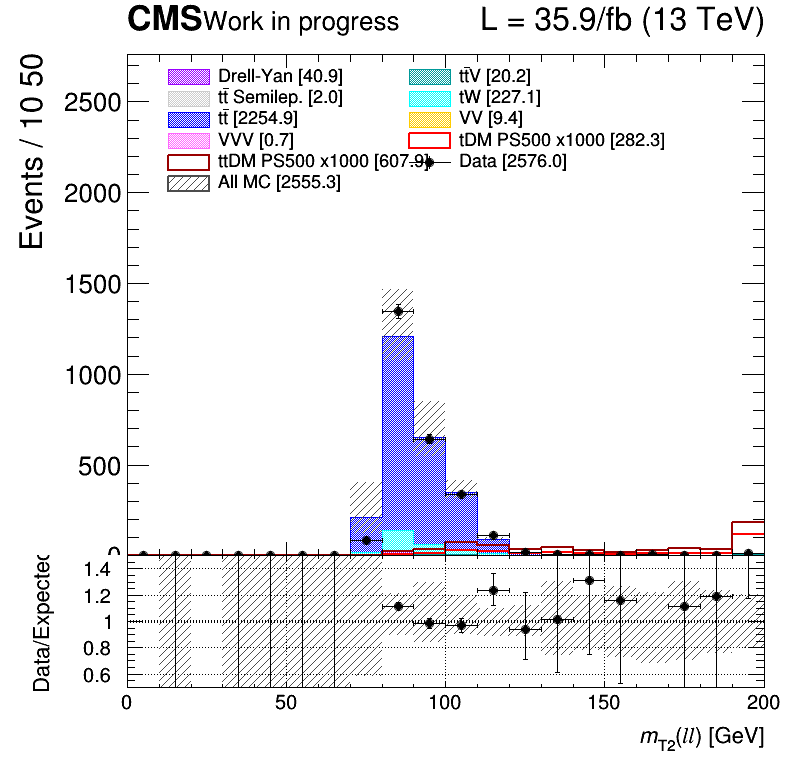 CMS Work in progress L = 35.9/fb (13 TeV)
Events / 10 50
Drell-Yan [40.9] tt̄V [20.2]
tt̄ Semilep. [2.0] tW [227.1]
tt̄ [2254.9] VV [9.4]
VVV [0.7] tDM PS500 x1000 [282.3]
ttDM PS500 x1000 [607.9] Data [2576.0]
All MC [2555.3]
2500
2000
1500
1000
500
0
Data/Expected
1.4
1.2
1
0.8
0.6
0 50 100 150 200
m_T2(ll) [GeV]